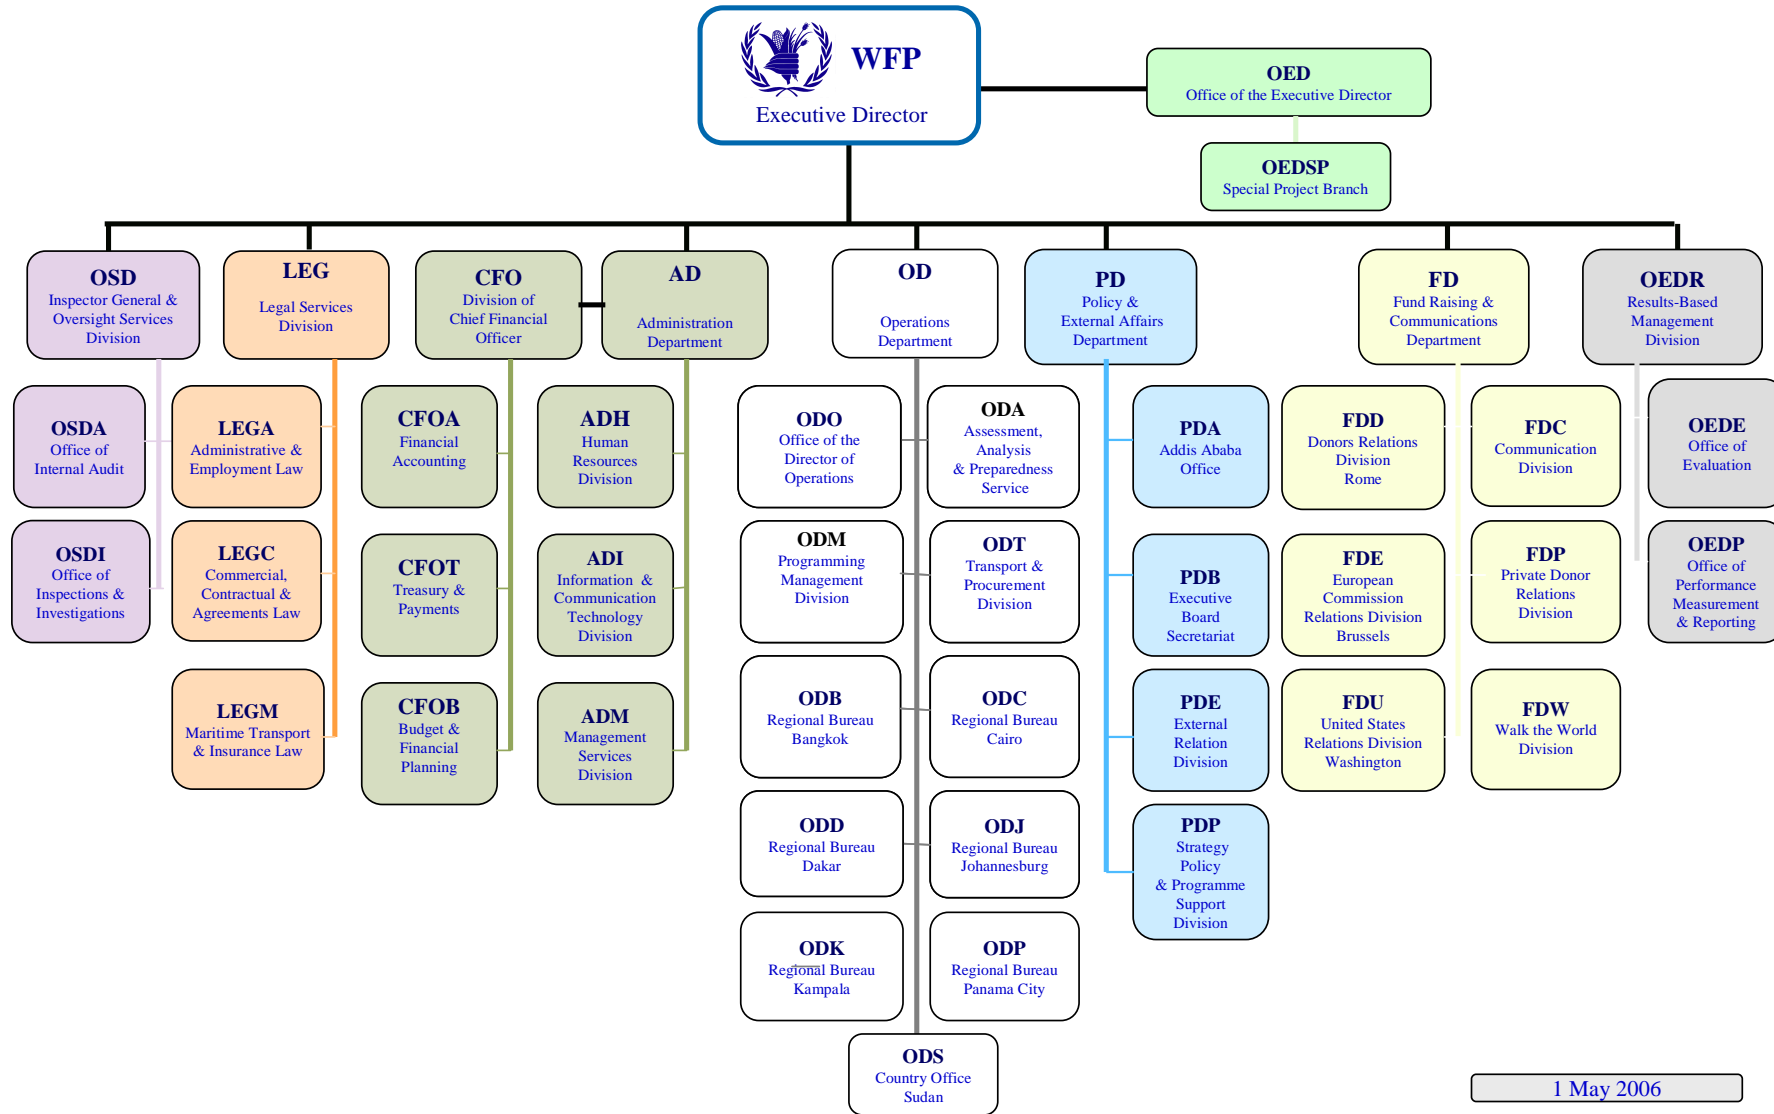 WFP
Executive Director
OED
Office of the Executive Director
OEDSP
Special Project Branch
OSD
Inspector General &
Oversight Services
Division
LEG
Legal Services
Division
CFO
Division of
Chief Financial
Officer
AD
Administration
Department
OD
Operations
Department
PD
Policy &
External Affairs
Department
FD
Fund Raising &
Communications
Department
OEDR
Results-Based
Management
Division
OSDA
Office of
Internal Audit
OSDI
Office of
Inspections &
Investigations
LEGA
Administrative &
Employment Law
LEGC
Commercial,
Contractual &
Agreements Law
LEGM
Maritime Transport
& Insurance Law
CFOA
Financial
Accounting
CFOT
Treasury &
Payments
CFOB
Budget &
Financial
Planning
ADH
Human
Resources
Division
ADI
Information &
Communication
Technology
Division
ADM
Management
Services
Division
ODO
Office of the
Director of
Operations
ODA
Assessment,
Analysis
& Preparedness
Service
ODM
Programming
Management
Division
ODT
Transport &
Procurement
Division
ODB
Regional Bureau
Bangkok
ODC
Regional Bureau
Cairo
ODD
Regional Bureau
Dakar
ODJ
Regional Bureau
Johannesburg
ODK
Regional Bureau
Kampala
ODP
Regional Bureau
Panama City
ODS
Country Office
Sudan
PDA
Addis Ababa
Office
PDB
Executive
Board
Secretariat
PDE
External
Relation
Division
PDP
Strategy
Policy
& Programme
Support
Division
FDD
Donors Relations
Division
Rome
FDC
Communication
Division
FDE
European
Commission
Relations Division
Brussels
FDP
Private Donor
Relations
Division
FDU
United States
Relations Division
Washington
FDW
Walk the World
Division
OEDE
Office of
Evaluation
OEDP
Office of
Performance
Measurement
& Reporting
1 May 2006